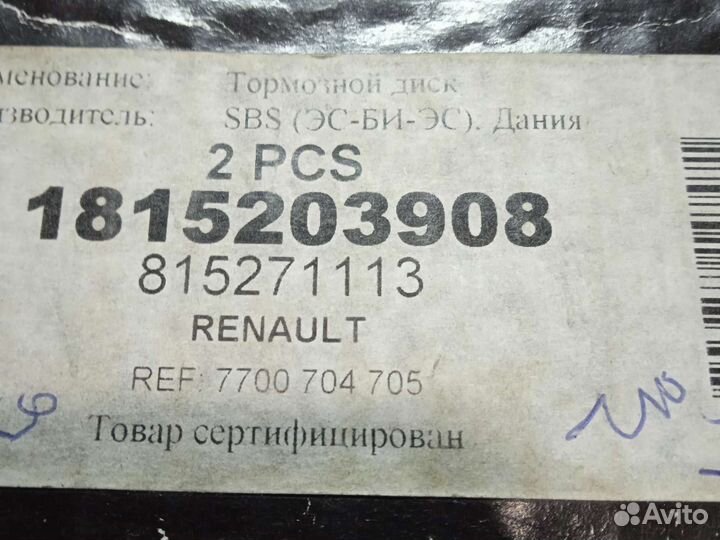 менование: Тормозной диск
зводитель: SBS (ЭС-БИ-ЭС). Дания
2 PCS
1815203908
815271113
RENAULT
REF: 7700 704 705
Товар сертифицирован
Avito